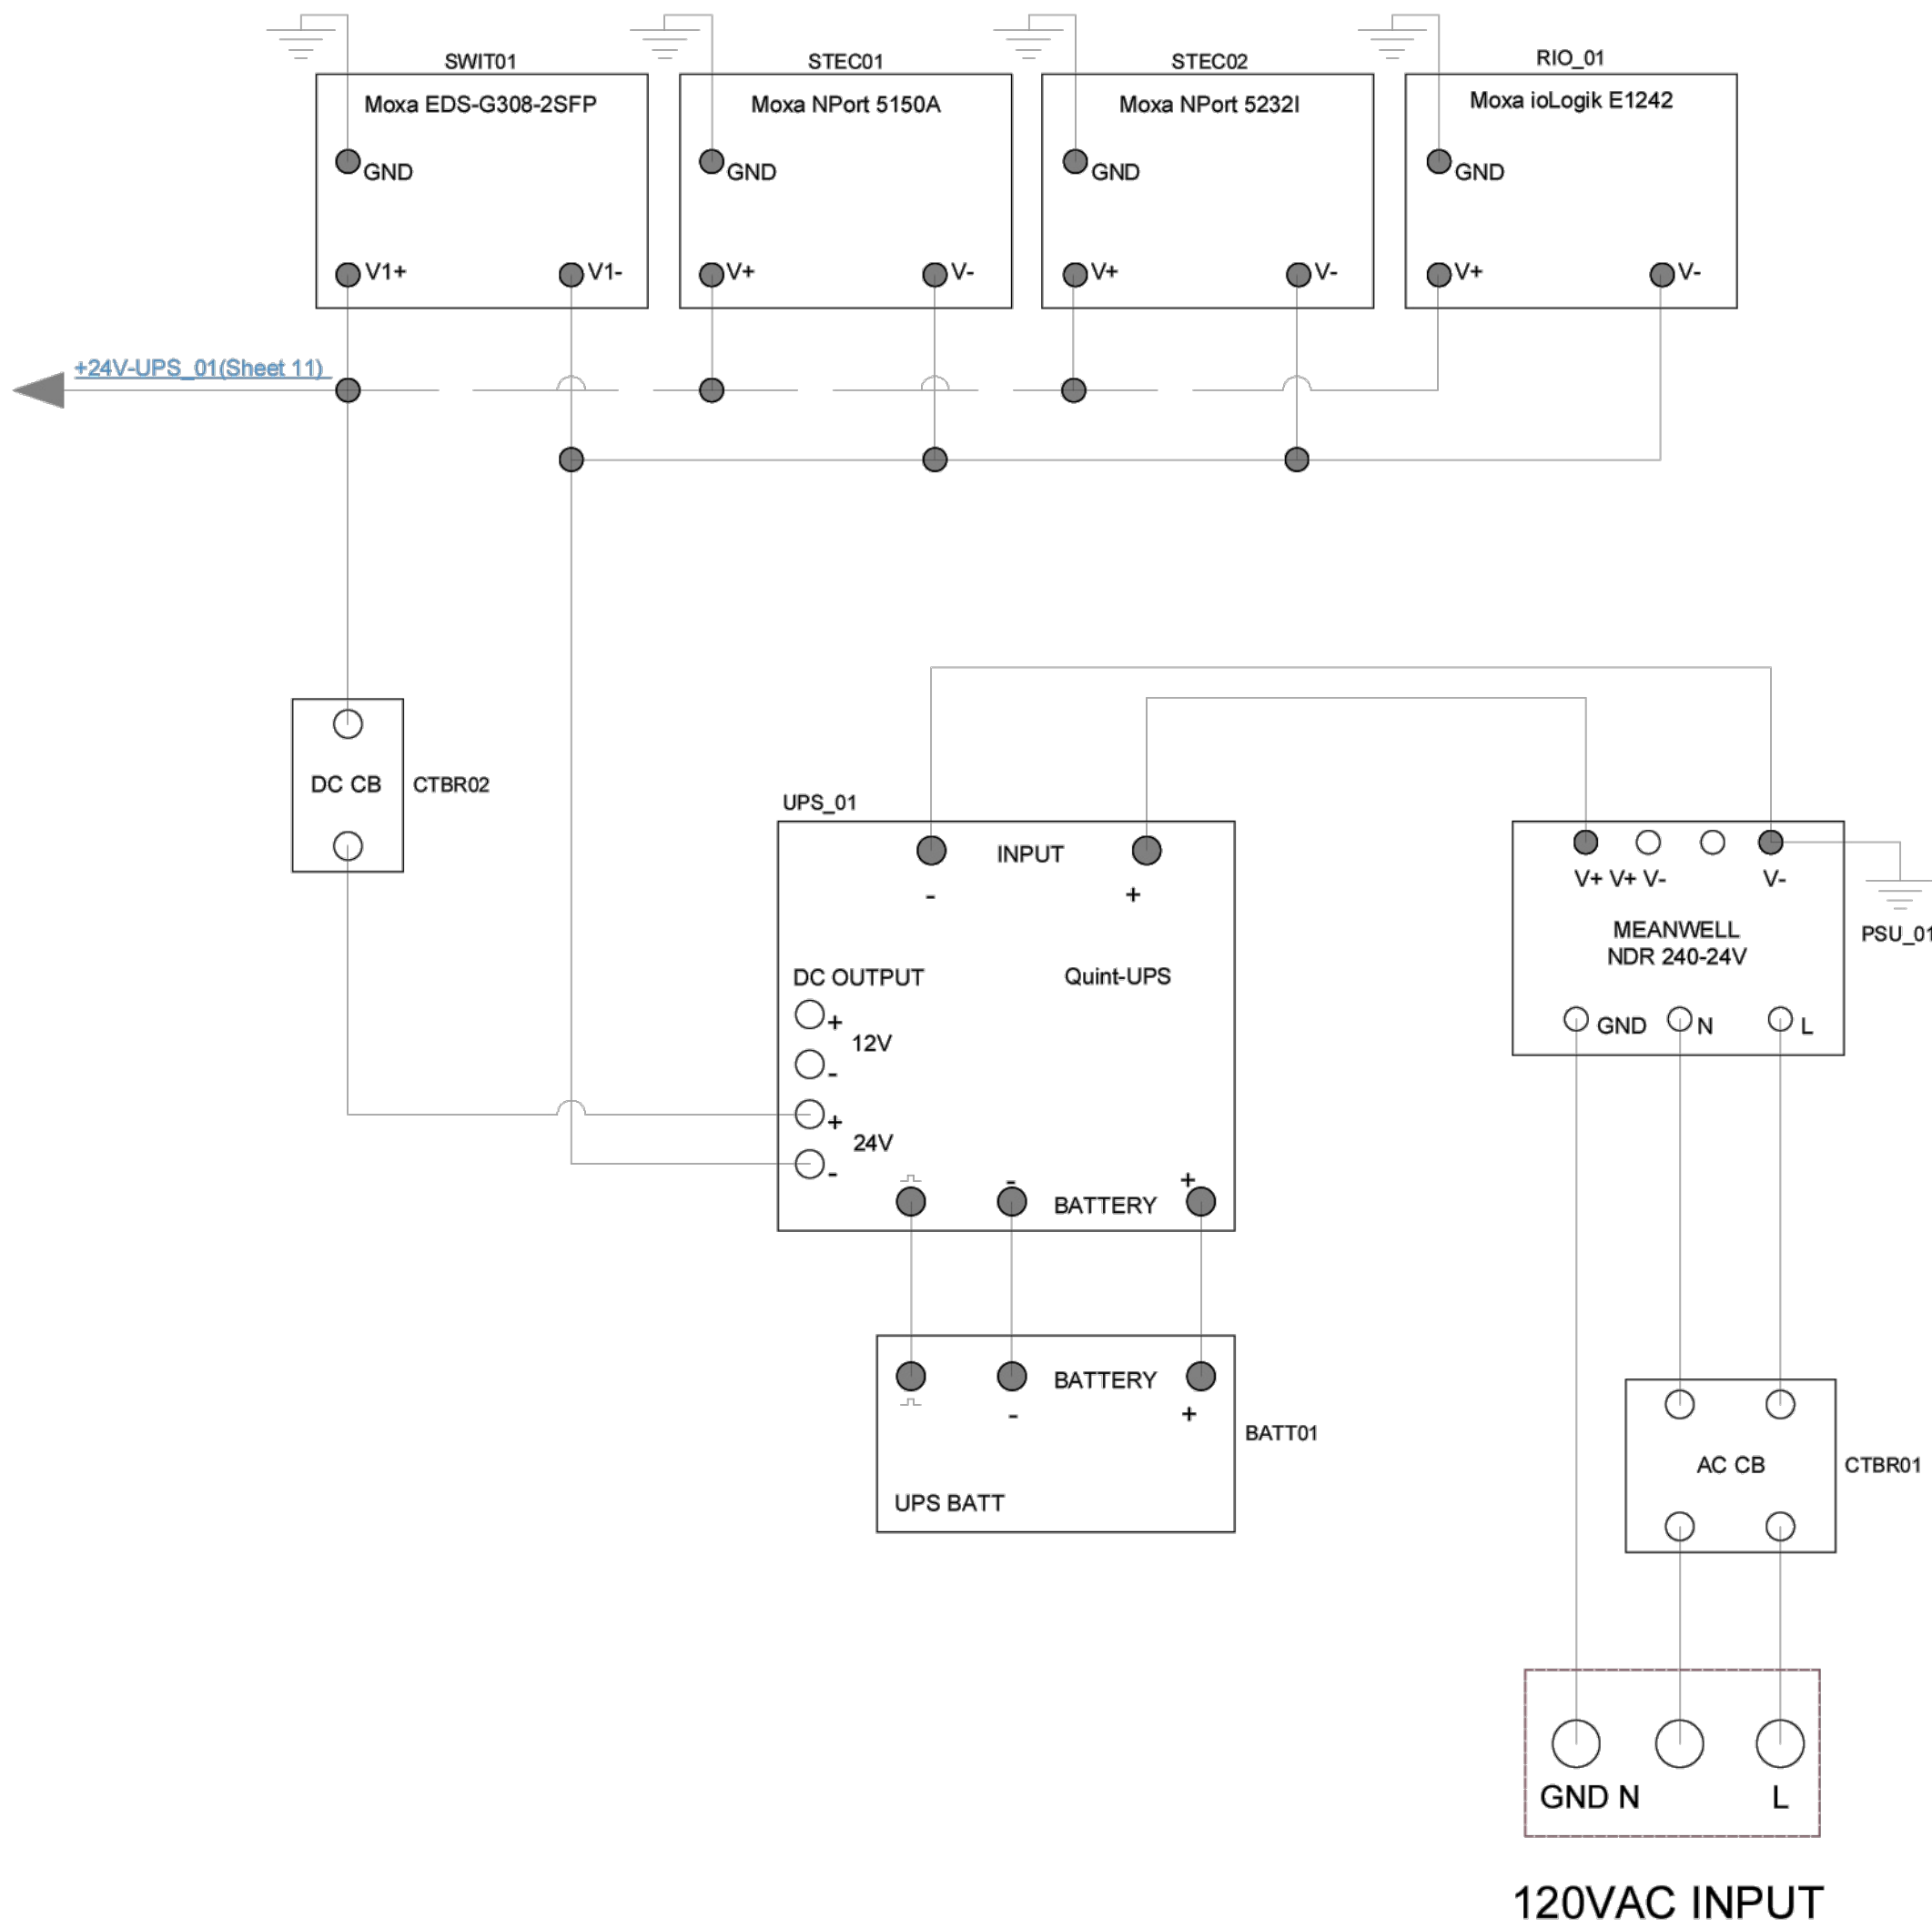 SWIT01
STEC01
STEC02
RIO_01
Moxa EDS-G308-2SFP
Moxa NPort 5150A
Moxa NPort 5232I
Moxa ioLogik E1242
GND
GND
GND
GND
V1+
V1-
V+
V-
V+
V-
V+
V-
+24V-UPS_01(Sheet 11)
DC CB
CTBR02
UPS_01
INPUT
-
+
V+ V+ V-
V-
MEANWELL
NDR 240-24V
PSU_01
DC OUTPUT
Quint-UPS
+
12V
-
GND
N
L
+
24V
-
-
BATTERY
+
BATTERY
-
+
BATT01
UPS BATT
AC CB
CTBR01
GND N
L
120VAC INPUT